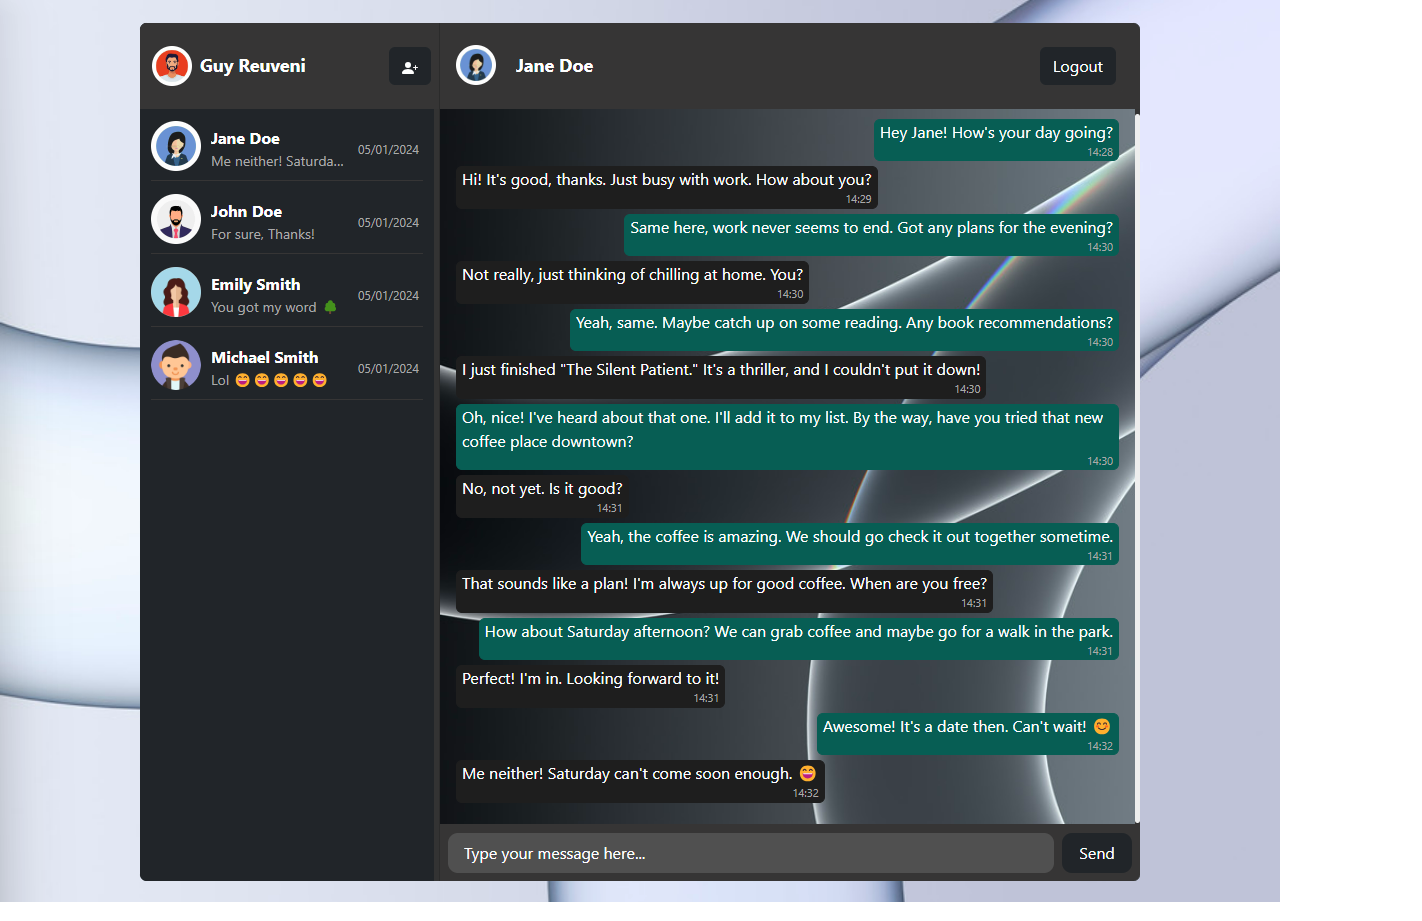 Guy Reuveni
Jane Doe
Logout
Jane Doe
Me neither! Saturda...
05/01/2024
John Doe
For sure, Thanks!
05/01/2024
Emily Smith
You got my word 🌳
05/01/2024
Michael Smith
Lol 😄 😄 😄 😄 😄
05/01/2024
Hey Jane! How's your day going?
14:28
Hi! It's good, thanks. Just busy with work. How about you?
14:29
Same here, work never seems to end. Got any plans for the evening?
14:30
Not really, just thinking of chilling at home. You?
14:30
Yeah, same. Maybe catch up on some reading. Any book recommendations?
14:30
I just finished "The Silent Patient." It's a thriller, and I couldn't put it down!
14:30
Oh, nice! I've heard about that one. I'll add it to my list. By the way, have you tried that new
coffee place downtown?
14:30
No, not yet. Is it good?
14:31
Yeah, the coffee is amazing. We should go check it out together sometime.
14:31
That sounds like a plan! I'm always up for good coffee. When are you free?
14:31
How about Saturday afternoon? We can grab coffee and maybe go for a walk in the park.
14:31
Perfect! I'm in. Looking forward to it!
14:31
Awesome! It's a date then. Can't wait! 😊
14:32
Me neither! Saturday can't come soon enough. 😄
14:32
Type your message here...
Send